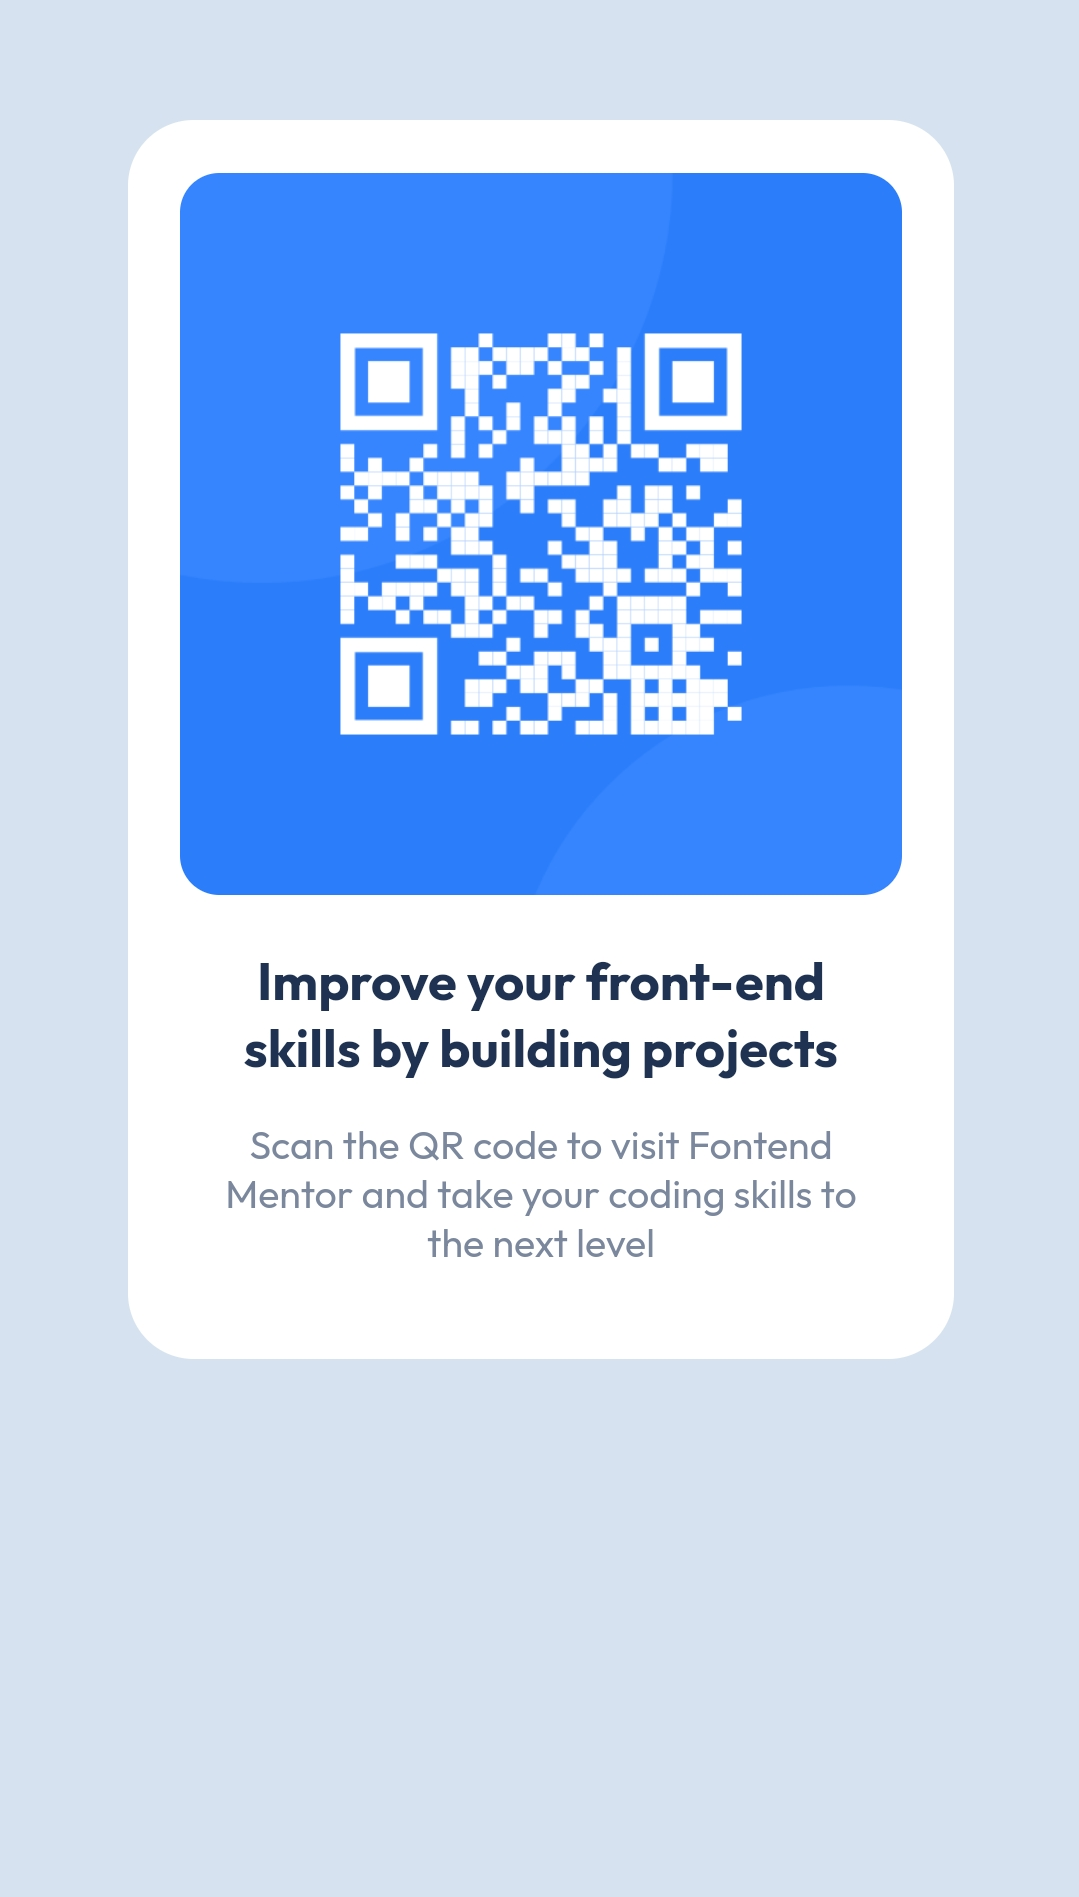 Improve your front-end
skills by building projects
Scan the QR code to visit Fontend
Mentor and take your coding skills to
the next level